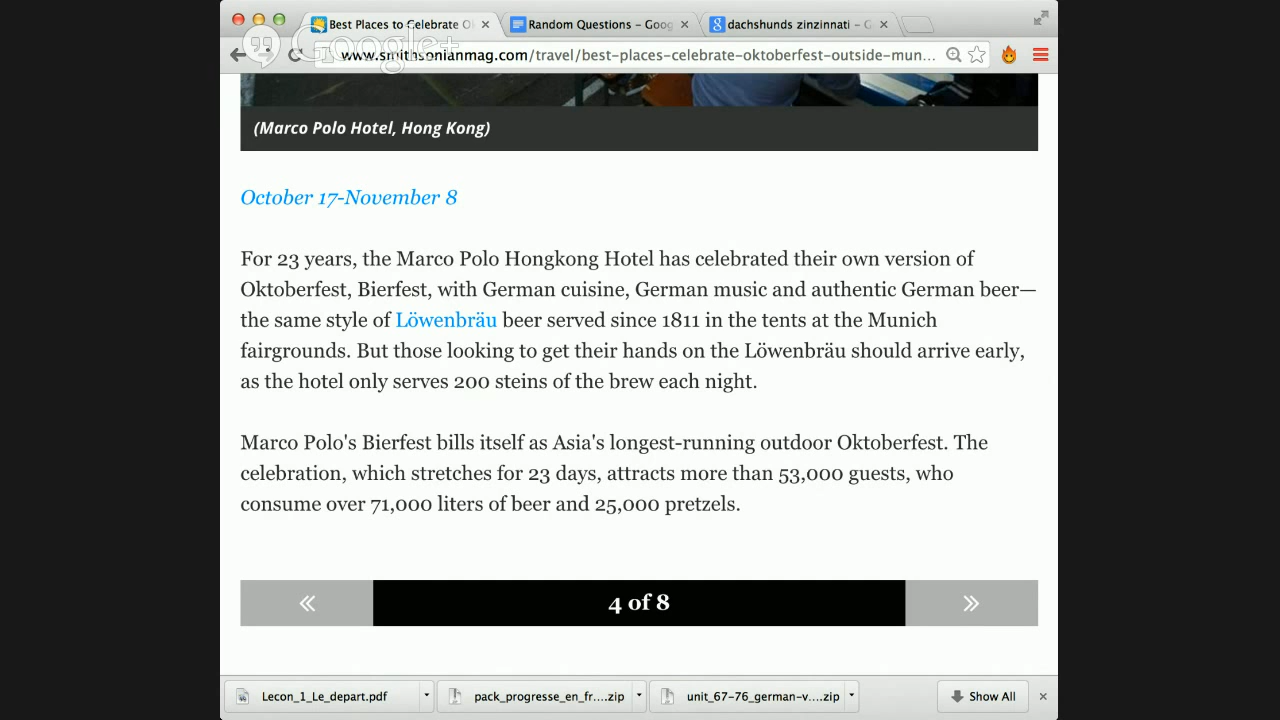 Best Places to Celebrate O
Random Questions – Goog
dachshunds zinzinnati – G
Google+
www.smithsonianmag.com/travel/best-places-celebrate-oktoberfest-outside-mun...
(Marco Polo Hotel, Hong Kong)
October 17-November 8
For 23 years, the Marco Polo Hongkong Hotel has celebrated their own version of
Oktoberfest, Bierfest, with German cuisine, German music and authentic German beer—
the same style of Löwenbräu beer served since 1811 in the tents at the Munich
fairgrounds. But those looking to get their hands on the Löwenbräu should arrive early,
as the hotel only serves 200 steins of the brew each night.
Marco Polo's Bierfest bills itself as Asia's longest-running outdoor Oktoberfest. The
celebration, which stretches for 23 days, attracts more than 53,000 guests, who
consume over 71,000 liters of beer and 25,000 pretzels.
4 of 8
Lecon_1_Le_depart.pdf
pack_progresse_en_fr....zip
unit_67-76_german-v....zip
Show All